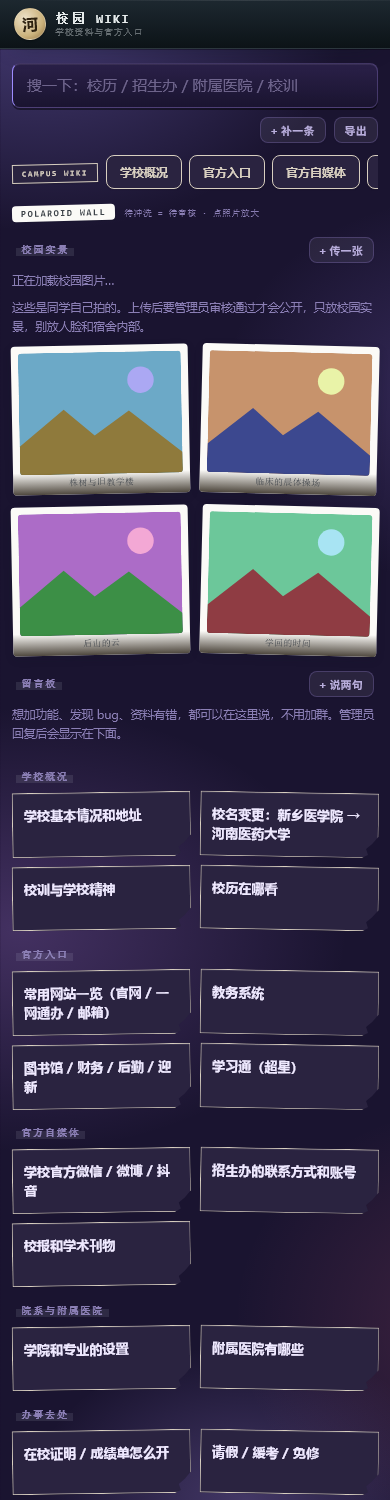 河
校园 WIKI
学校资料与官方入口
搜一下：校历 / 招生办 / 附属医院 / 校训
+ 补一条
导出
CAMPUS WIKI
学校概况
官方入口
官方自媒体
POLAROID WALL
待冲洗 = 待审核 · 点照片放大
校园实景
+ 传一张
正在加载校园图片…
这些是同学自己拍的。上传后要管理员审核通过才会公开，只放校园实
景，别放人脸和宿舍内部。
株树与旧教学楼
临床的晨体操场
后山的云
学园的时间
留言板
+ 说两句
想加功能、发现 bug、资料有错，都可以在这里说，不用加群。管理员
回复后会显示在下面。
学校概况
学校基本情况和地址
校名变更：新乡医学院 →
河南医药大学
校训与学校精神
校历在哪看
官方入口
常用网站一览（官网 / 一
网通办 / 邮箱）
教务系统
图书馆 / 财务 / 后勤 / 迎
新
学习通（超星）
官方自媒体
学校官方微信 / 微博 / 抖
音
招生办的联系方式和账号
校报和学术刊物
院系与附属医院
学院和专业的设置
附属医院有哪些
办事去处
在校证明 / 成绩单怎么开
请假 / 缓考 / 免修